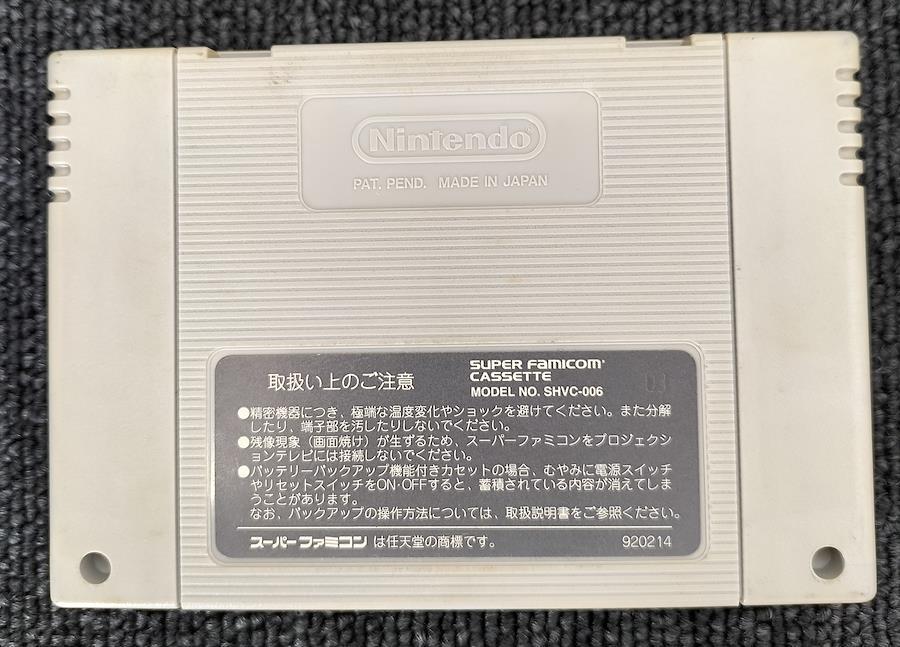 Nintendo
PAT. PEND. MADE IN JAPAN
取扱い上のご注意
SUPER FAMICOM
CASSETTE
MODEL NO. SHVC-006
●精密機器につき、極端な温度変化やショックを避けてください。また分解
したり、端子部を汚したりしないでください。
●残像現象（画面焼け）が生ずるため、スーパーファミコンをプロジェクシ
ョンテレビには接続しないでください。
●バッテリーバックアップ機能付きカセットの場合、むやみに電源スイッチ
やリセットスイッチをON・OFFすると、蓄積されている内容が消えてしま
うことがあります。
なお、バックアップの操作方法については、取扱説明書をご参照ください。
スーパーファミコンは任天堂の商標です。
920214